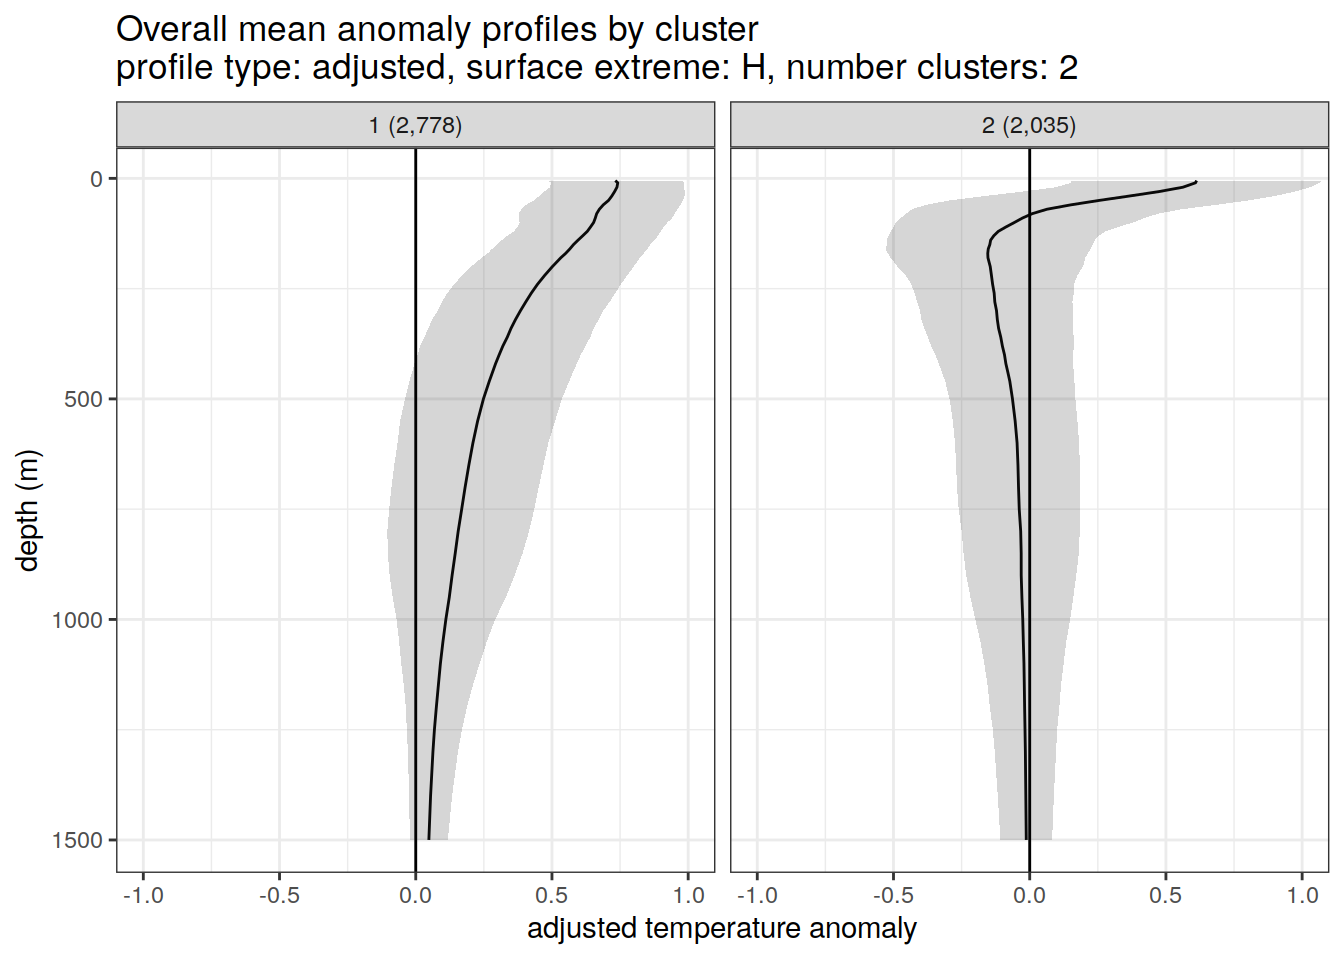 Overall mean anomaly profiles by cluster
profile type: adjusted, surface extreme: H, number clusters: 2
1 (2,778)
2 (2,035)
0
500
1000
1500
depth (m)
-1.0 -0.5 0.0 0.5 1.0
-1.0 -0.5 0.0 0.5 1.0
adjusted temperature anomaly